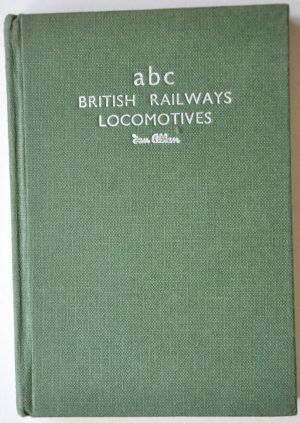 abc
BRITISH RAILWAYS
LOCOMOTIVES
Ian Allan